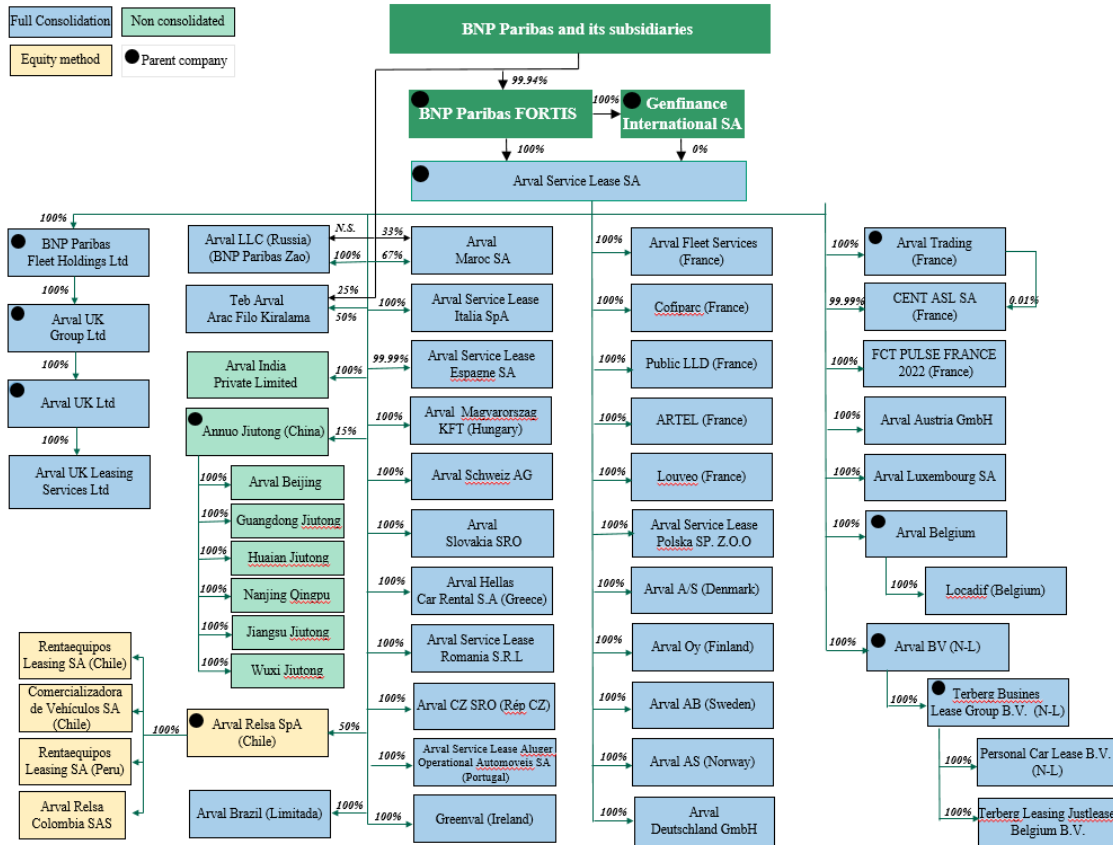 Full Consolidation
Non consolidated
Equity method
Parent company
BNP Paribas and its subsidiaries
99.94%
BNP Paribas FORTIS
100%
Genfinance
International SA
100%
0%
Arval Service Lease SA
100%
BNP Paribas
Fleet Holdings Ltd
100%
Arval UK
Group Ltd
100%
Arval UK Ltd
100%
Arval UK Leasing
Services Ltd
Arval LLC (Russia)
(BNP Paribas Zao)
N.S.
100%
Teb Arval
Arac Filo Kiralama
25%
50%
Arval India
Private Limited
100%
Annuo Jiutong (China)
15%
100%
Arval Beijing
100%
Guangdong Jiutong
100%
Huaian Jiutong
100%
Nanjing Qingpu
100%
Jiangsu Jiutong
100%
Wuxi Jiutong
Arval Relsa SpA
(Chile)
50%
100%
Rentaequipos
Leasing SA (Chile)
Comercializadora
de Vehículos SA
(Chile)
Rentaequipos
Leasing SA (Peru)
Arval Relsa
Colombia SAS
Arval Brazil (Limitada)
100%
33%
67%
Arval
Maroc SA
100%
Arval Service Lease
Italia SpA
99.99%
Arval Service Lease
Espagne SA
100%
Arval Magyarorszag
KFT (Hungary)
100%
Arval Schweiz AG
100%
Arval
Slovakia SRO
100%
Arval Hellas
Car Rental S.A (Greece)
100%
Arval Service Lease
Romania S.R.L
100%
Arval CZ SRO (Rép CZ)
100%
Arval Service Lease Aluger
Operational Automoveis SA
(Portugal)
100%
Greenval (Ireland)
100%
Arval Fleet Services
(France)
100%
Cofiparc (France)
100%
Public LLD (France)
100%
ARTEL (France)
100%
Louveo (France)
100%
Arval Service Lease
Polska SP. Z.O.O
100%
Arval A/S (Denmark)
100%
Arval Oy (Finland)
100%
Arval AB (Sweden)
100%
Arval AS (Norway)
100%
Arval
Deutschland GmbH
100%
Arval Trading
(France)
99.99%
CENT ASL SA
(France)
0.01%
100%
FCT PULSE FRANCE
2022 (France)
100%
Arval Austria GmbH
100%
Arval Luxembourg SA
100%
Arval Belgium
100%
Locadif (Belgium)
100%
Arval BV (N-L)
100%
Terberg Busines
Lease Group B.V. (N-L)
100%
Personal Car Lease B.V.
(N-L)
100%
Terberg Leasing Justlease
Belgium B.V.